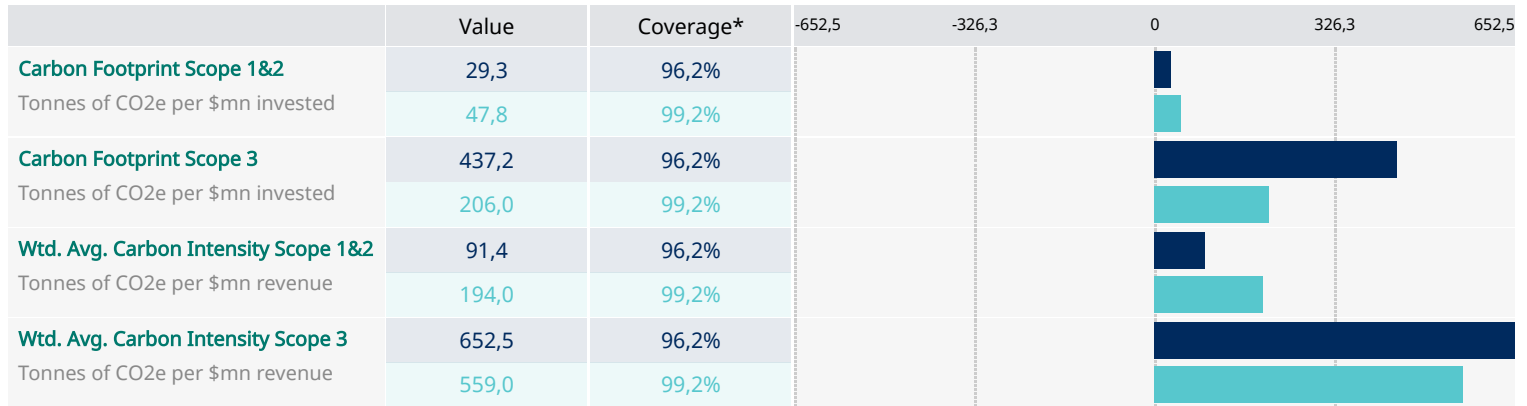 Value Coverage* -652,5 -326,3 0 326,3 652,5
Carbon Footprint Scope 1&2 29,3 96,2%
Tonnes of CO2e per $mn invested 47,8 99,2%
Carbon Footprint Scope 3 437,2 96,2%
Tonnes of CO2e per $mn invested 206,0 99,2%
Wtd. Avg. Carbon Intensity Scope 1&2 91,4 96,2%
Tonnes of CO2e per $mn revenue 194,0 99,2%
Wtd. Avg. Carbon Intensity Scope 3 652,5 96,2%
Tonnes of CO2e per $mn revenue 559,0 99,2%